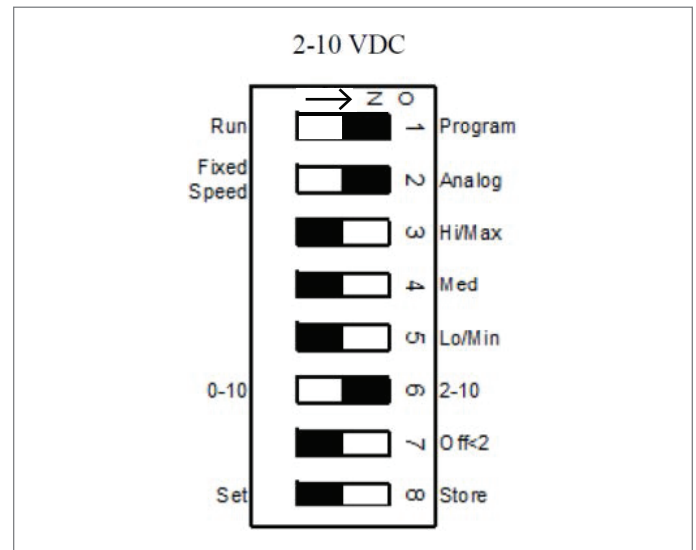 2-10 VDC
→ N O
Run 1 Program
Fixed
Speed 2 Analog
3 Hi/Max
4 Med
5 Lo/Min
0-10 6 2-10
7 Off<2
Set 8 Store